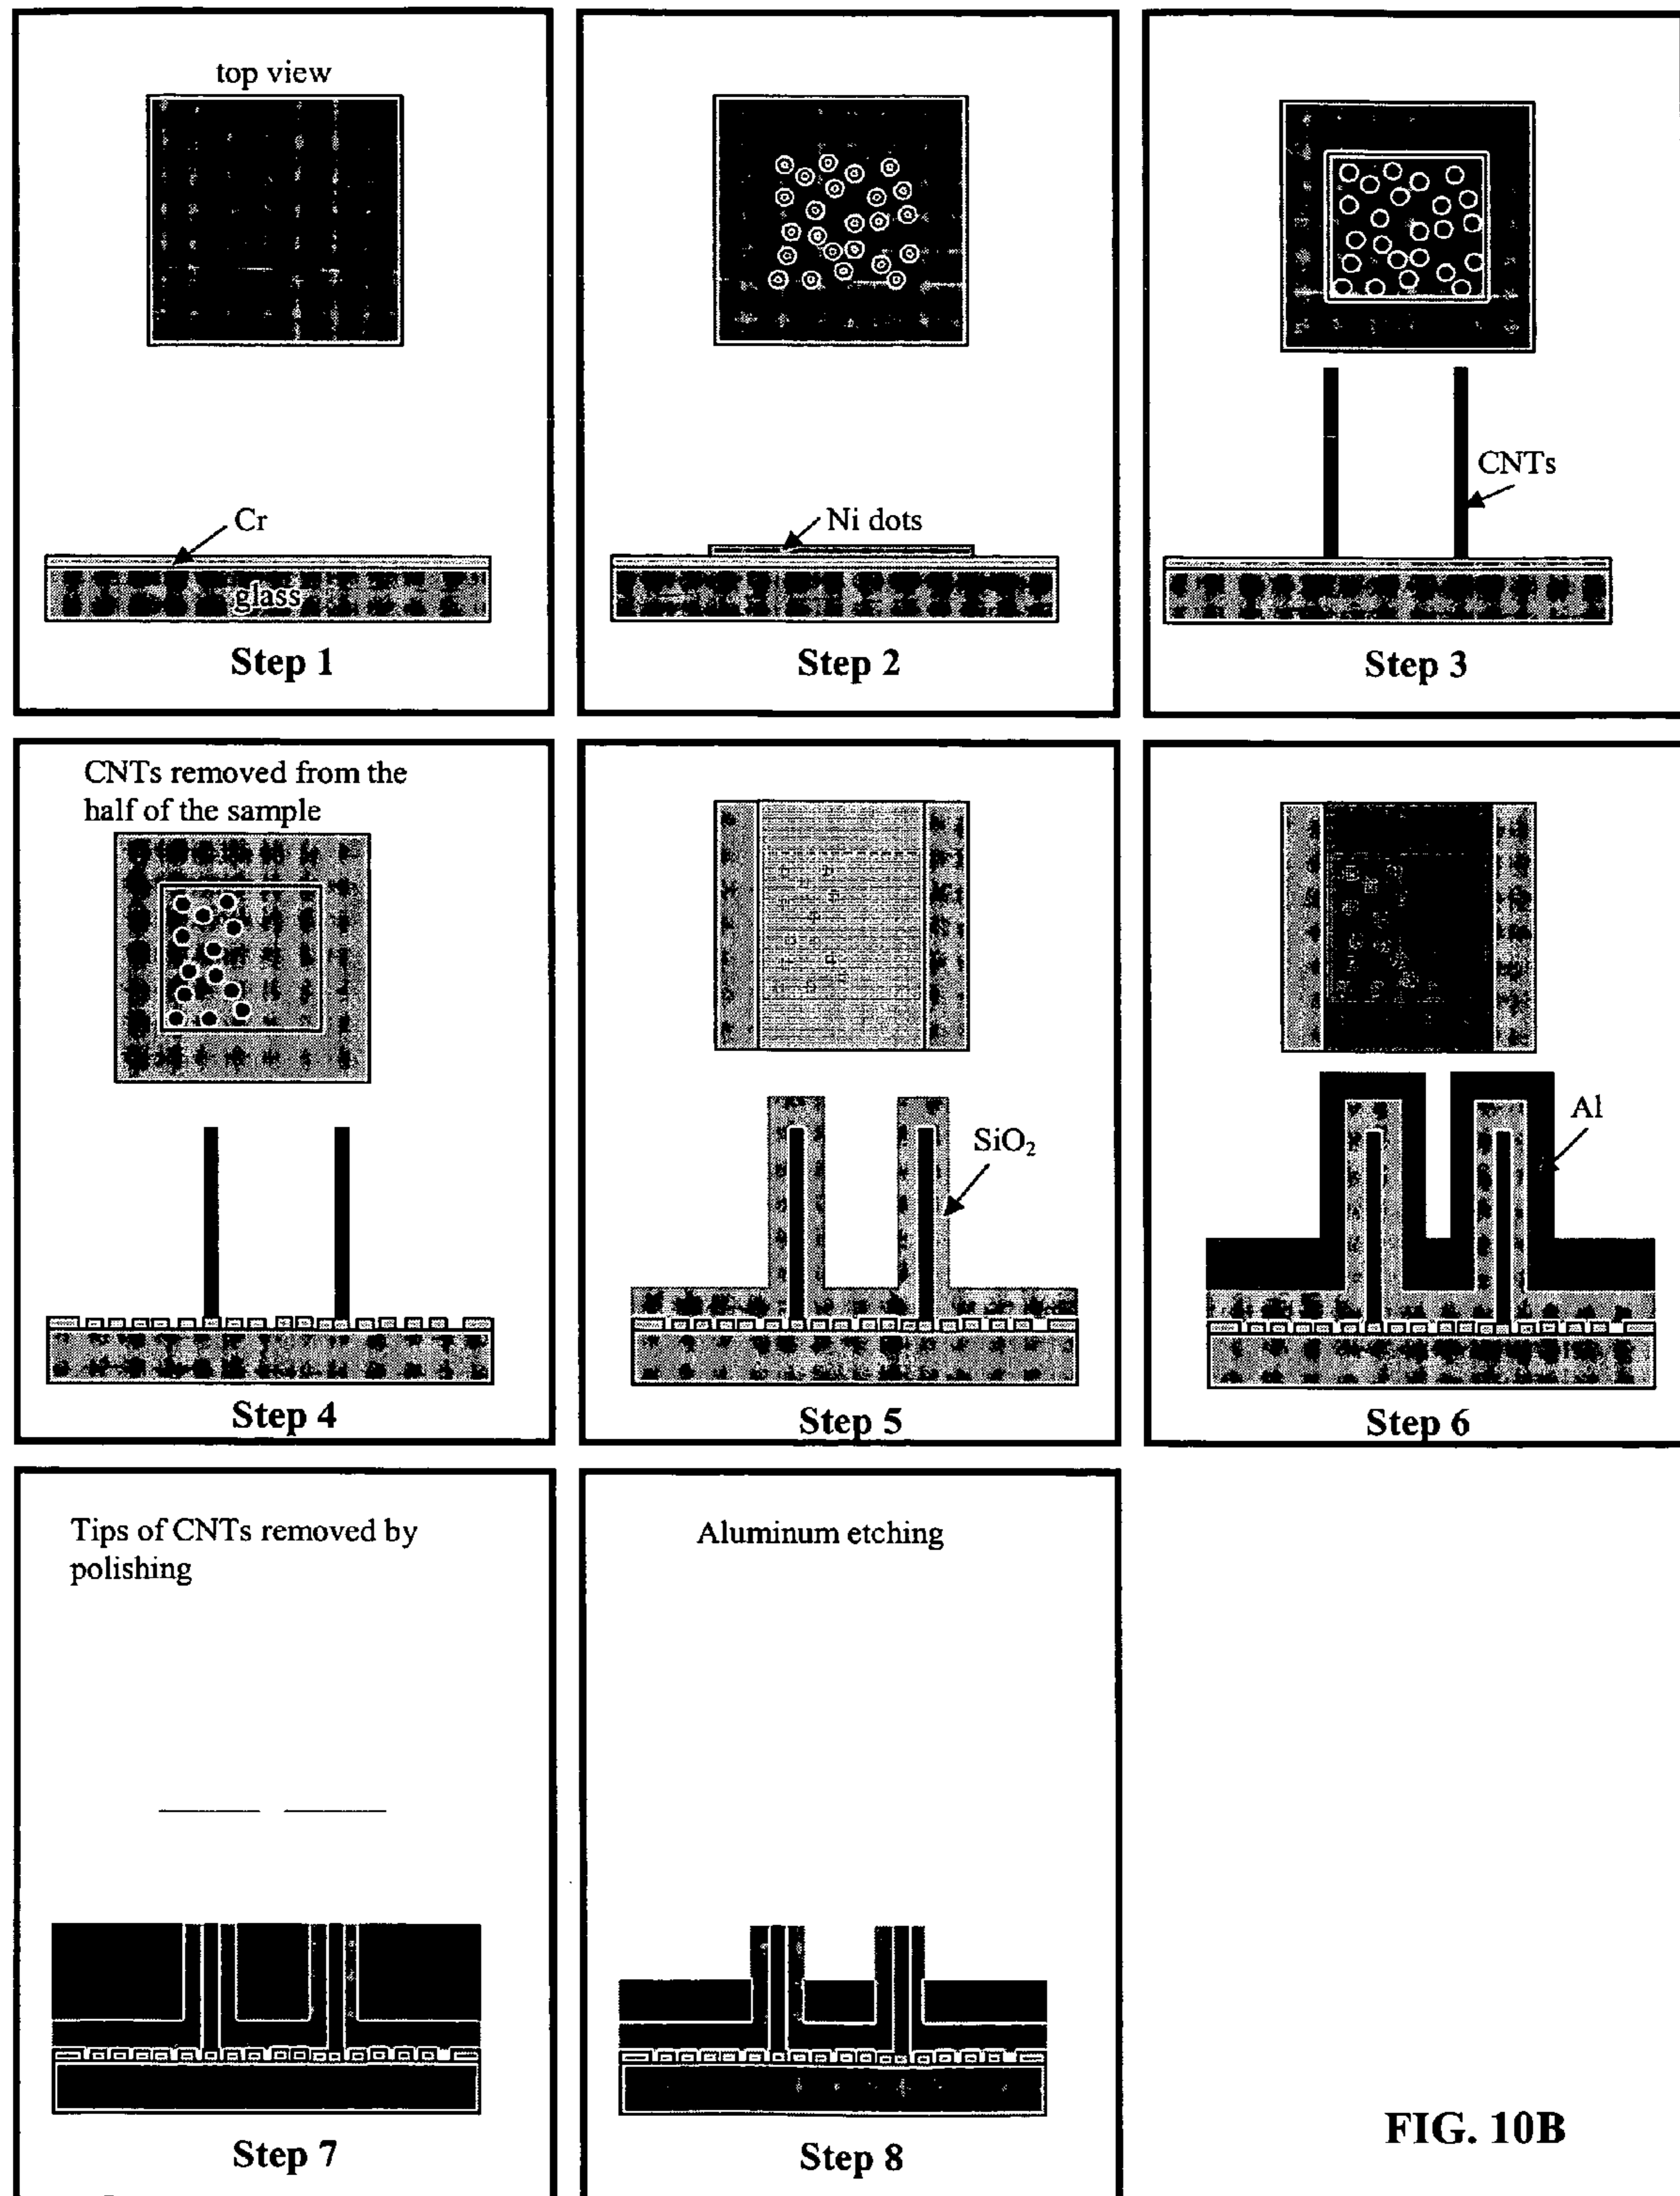 top view
Cr
glass
Step 1
Ni dots
Step 2
CNTs
Step 3
CNTs removed from the
half of the sample
Step 4
SiO₂
Step 5
Al
Step 6
Tips of CNTs removed by
polishing
Step 7
Aluminum etching
Step 8
FIG. 10B